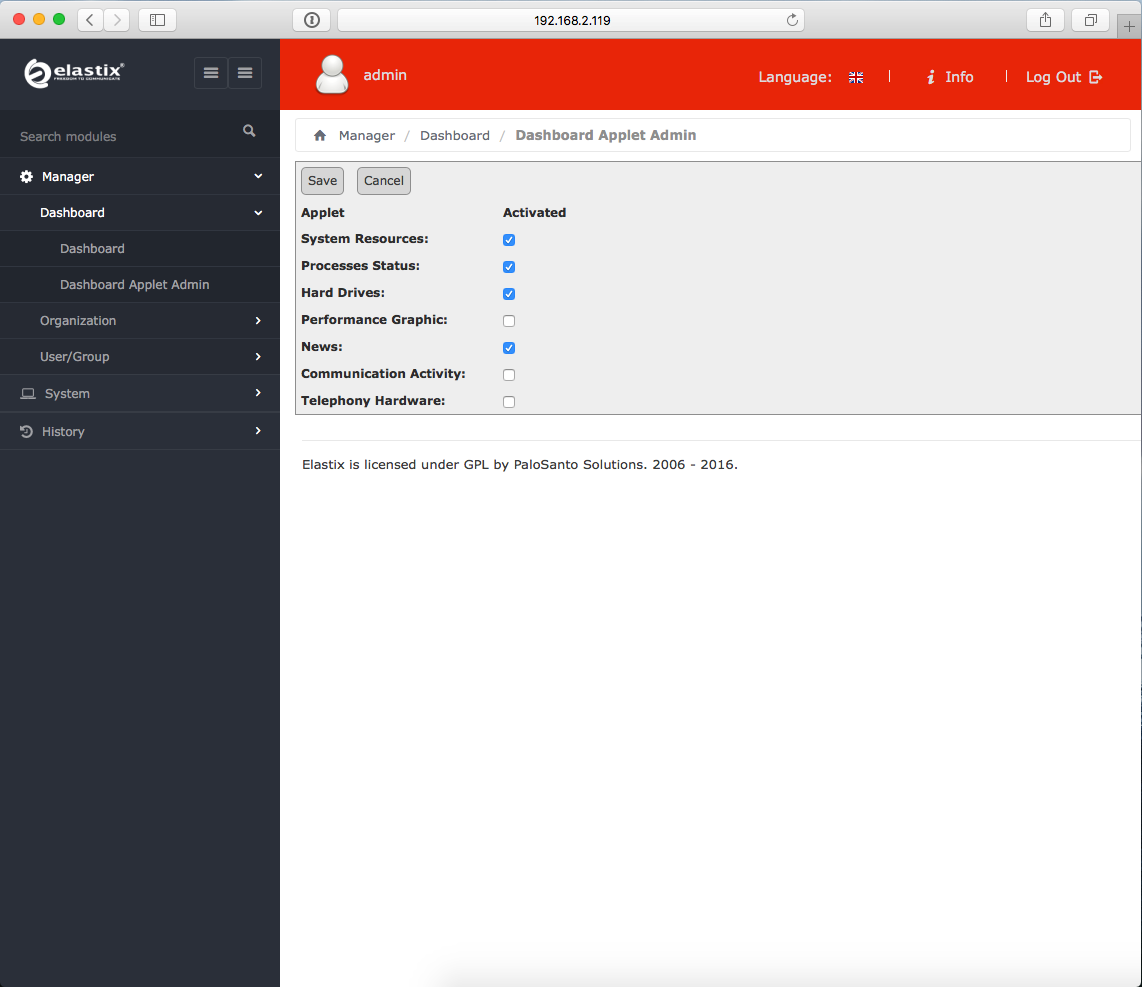 192.168.2.119
elastix®
FREEDOM TO COMMUNICATE
admin
Language:
Info
Log Out
Search modules
Manager
Dashboard
Dashboard
Dashboard Applet Admin
Organization
User/Group
System
History
Manager / Dashboard / Dashboard Applet Admin
Save Cancel
Applet Activated
System Resources:
Processes Status:
Hard Drives:
Performance Graphic:
News:
Communication Activity:
Telephony Hardware:
Elastix is licensed under GPL by PaloSanto Solutions. 2006 - 2016.